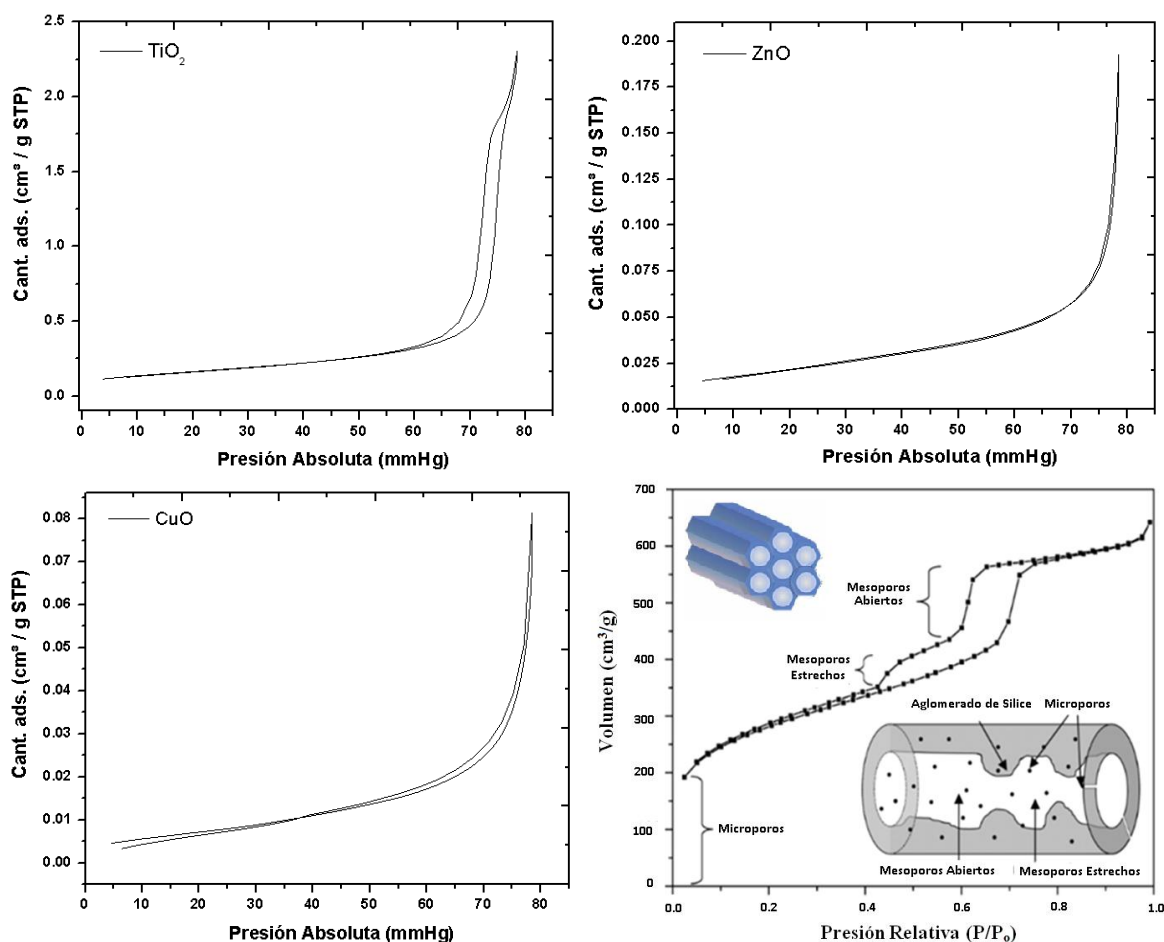 2.5
2.0
1.5
1.0
0.5
0.0
Cant. ads. (cm³ / g STP)
TiO₂
0 10 20 30 40 50 60 70 80
Presión Absoluta (mmHg)
0.200
0.175
0.150
0.125
0.100
0.075
0.050
0.025
0.000
Cant. ads. (cm³ / g STP)
ZnO
0 10 20 30 40 50 60 70 80
Presión Absoluta (mmHg)
0.08
0.07
0.06
0.05
0.04
0.03
0.02
0.01
0.00
Cant. ads. (cm³ / g STP)
CuO
0 10 20 30 40 50 60 70 80
Presión Absoluta (mmHg)
700
600
500
400
300
200
100
0
Volumen (cm³/g)
Mesoporos
Abiertos
Mesoporos
Estrechos
Aglomerado de Silice
Microporos
Microporos
Mesoporos Abiertos
Mesoporos Estrechos
0.0 0.2 0.4 0.6 0.8 1.0
Presión Relativa (P/Pₒ)